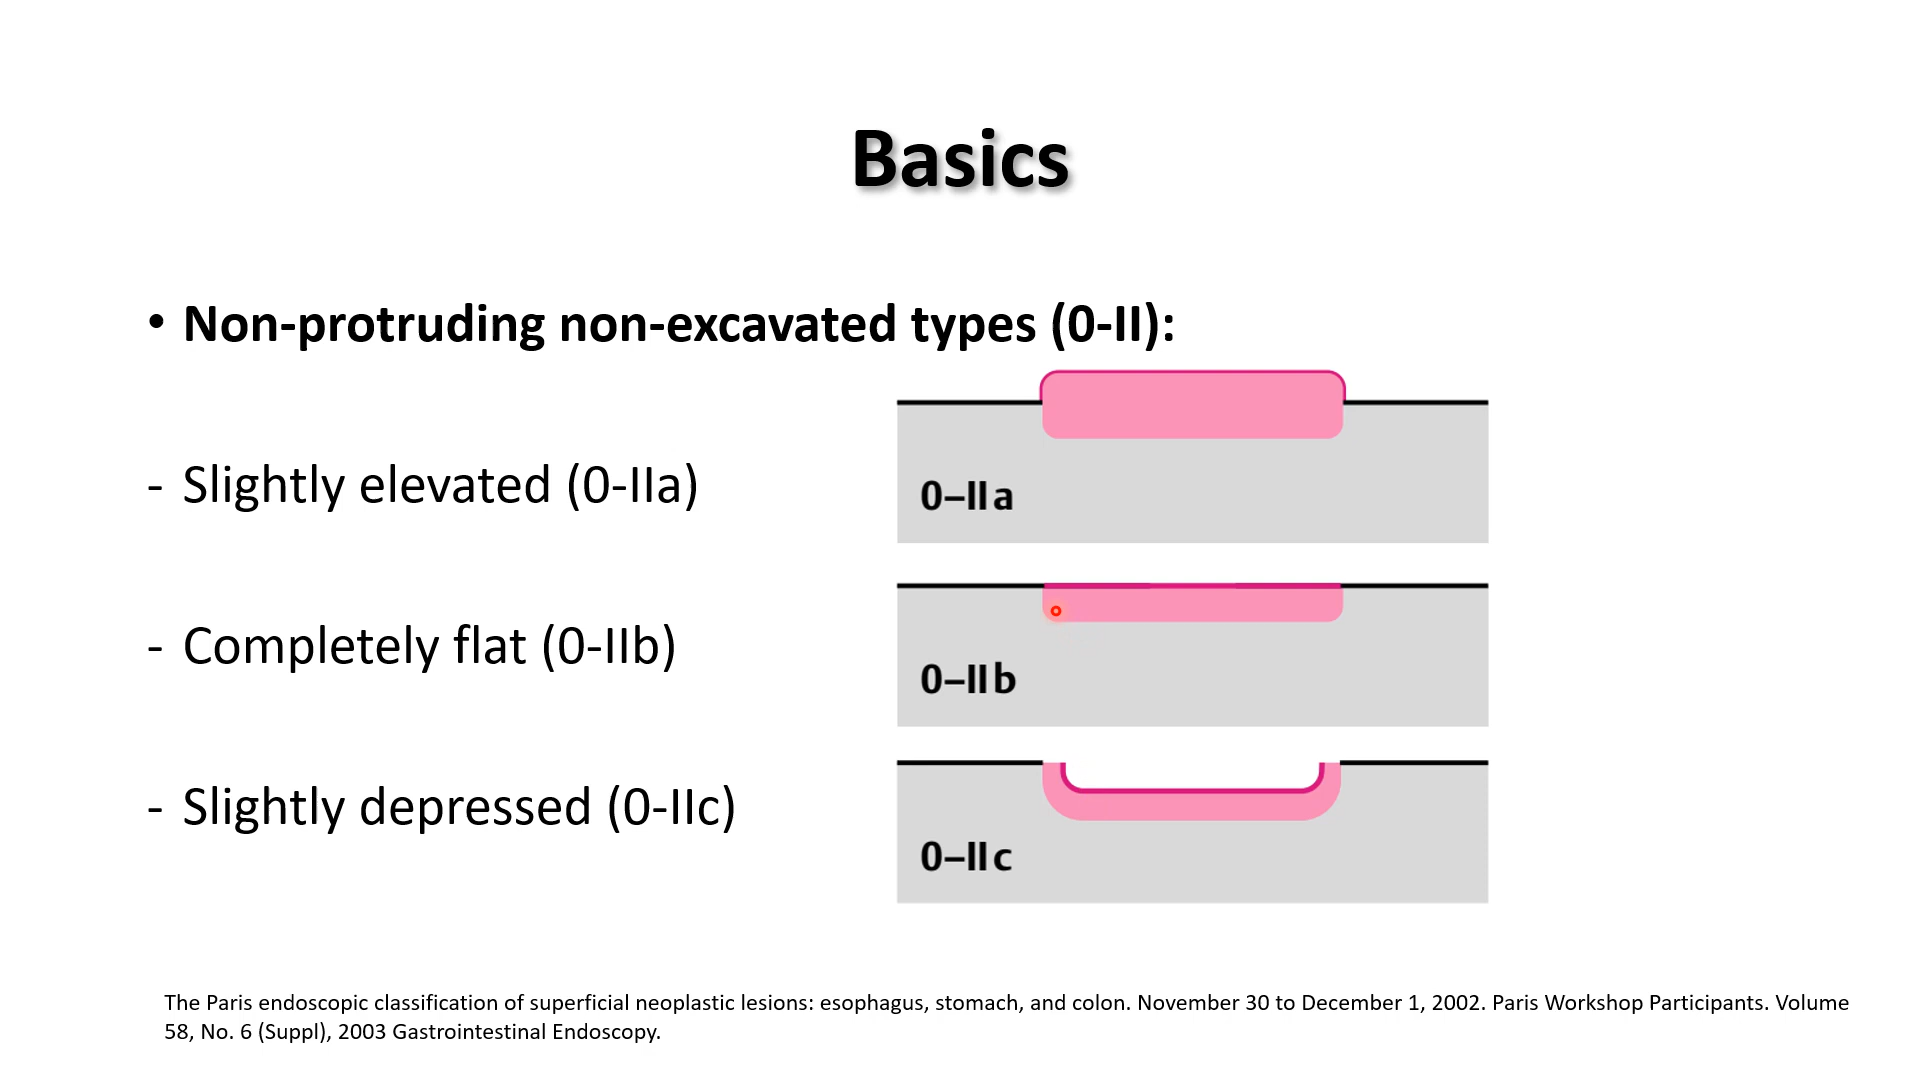 Basics
• Non-protruding non-excavated types (0-II):
- Slightly elevated (0-IIa)
0–IIa
- Completely flat (0-IIb)
0–IIb
- Slightly depressed (0-IIc)
0–IIc
The Paris endoscopic classification of superficial neoplastic lesions: esophagus, stomach, and colon. November 30 to December 1, 2002. Paris Workshop Participants. Volume
58, No. 6 (Suppl), 2003 Gastrointestinal Endoscopy.